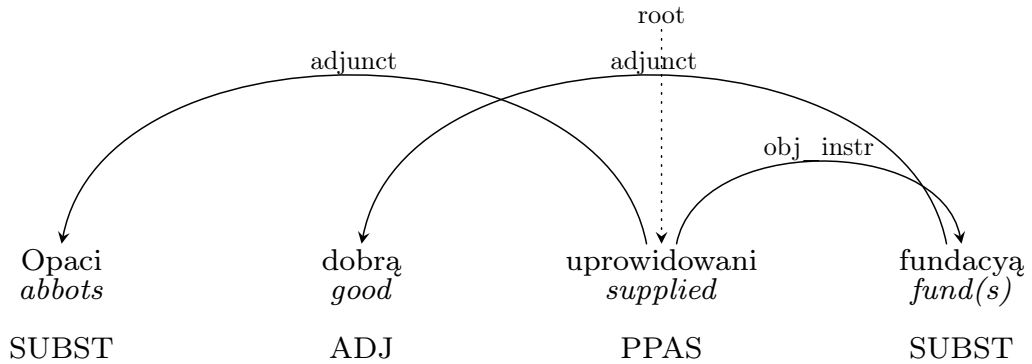 root
adjunct adjunct
obj_instr
Opaci dobrą uprowidowani fundacyą
abbots good supplied fund(s)
SUBST ADJ PPAS SUBST